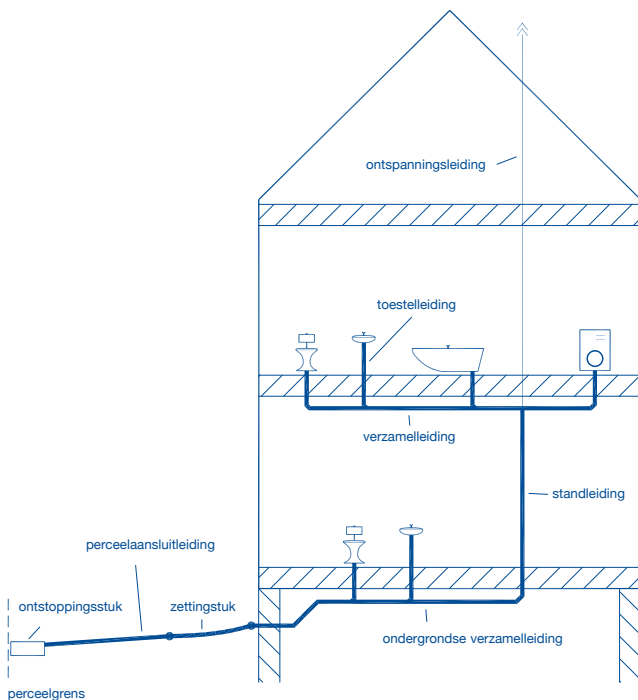 ontspanningsleiding
toestelleiding
verzamelleiding
standleiding
perceelaansluitleiding
ontstoppingsstuk
zettingstuk
ondergrondse verzamelleiding
perceelgrens